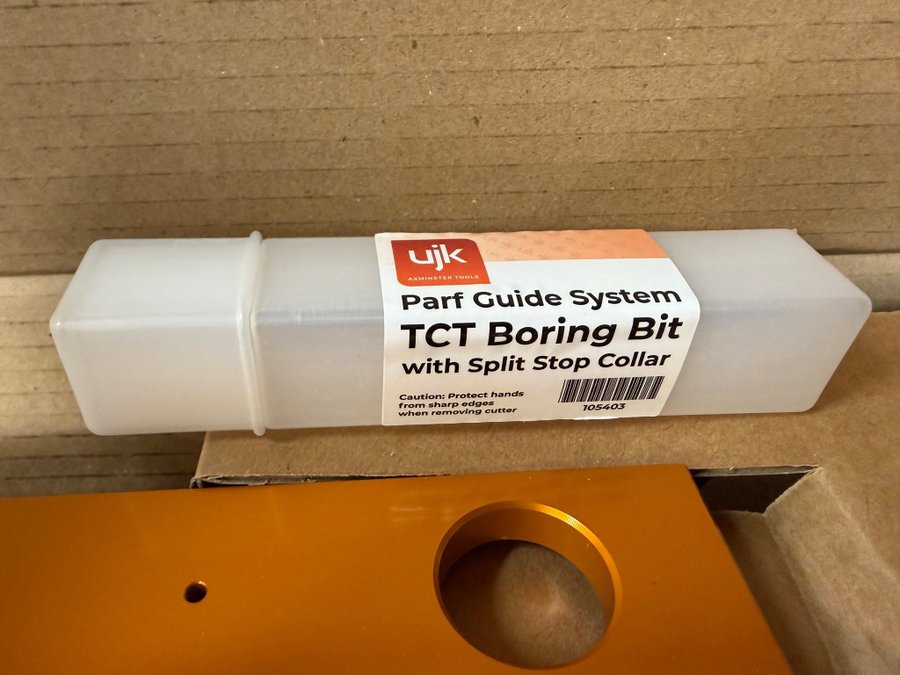 ujk
AXMINSTER TOOLS
Parf Guide System
TCT Boring Bit
with Split Stop Collar
Caution: Protect hands
from sharp edges
when removing cutter
105403